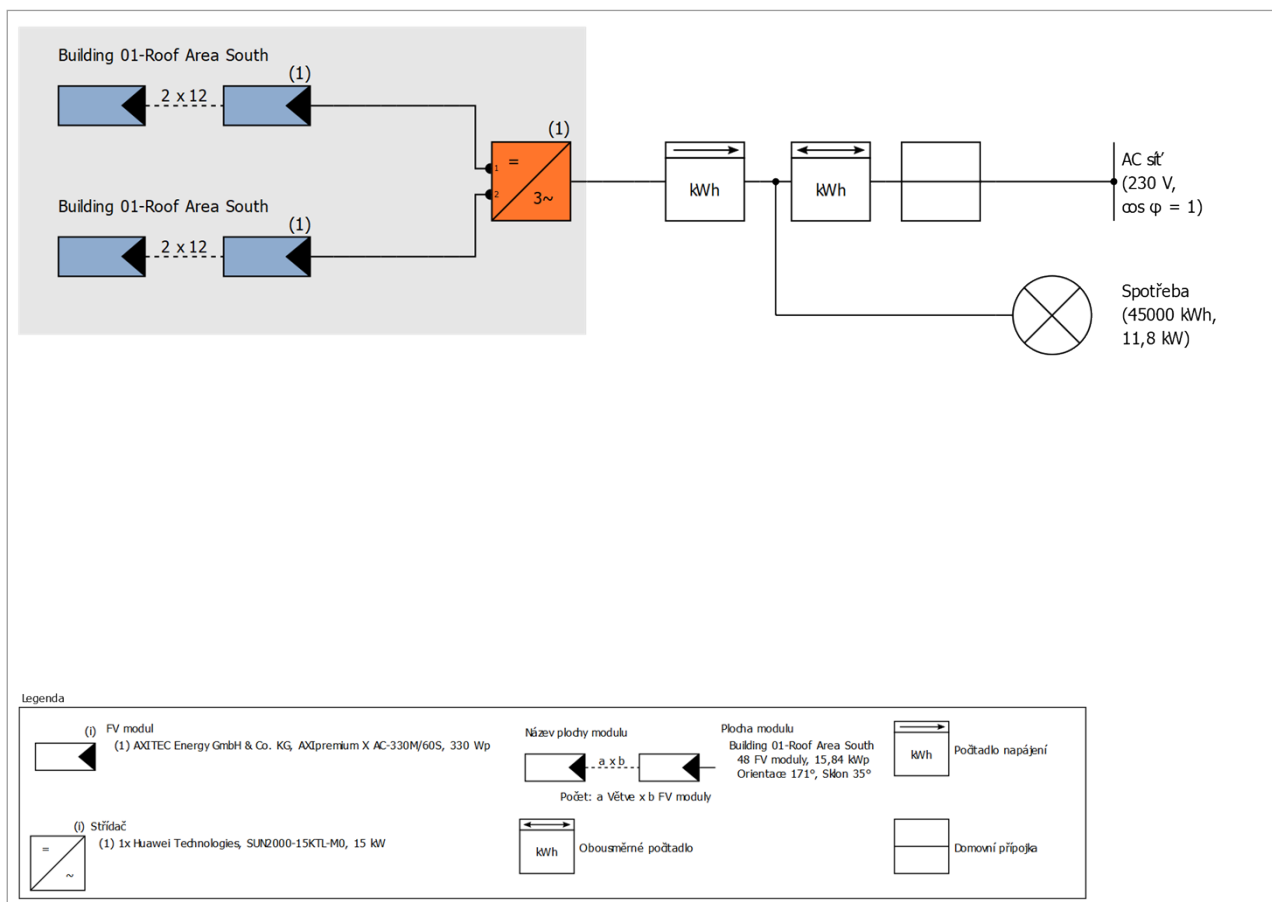 Building 01-Roof Area South
(1)
2 x 12
(1)
=
1
2
3~
kWh
kWh
AC síť
(230 V,
cos φ = 1)
Building 01-Roof Area South
(1)
2 x 12
Spotřeba
(45000 kWh,
11,8 kW)
Legenda
(i) FV modul
(1) AXITEC Energy GmbH & Co. KG, AXIpremium X AC-330M/60S, 330 Wp
Název plochy modulu
a x b
Počet: a Větve x b FV moduly
Plocha modulu
Building 01-Roof Area South
48 FV moduly, 15,84 kWp
Orientace 171°, Sklon 35°
kWh
Počítadlo napájení
(i) Střídač
(1) 1x Huawei Technologies, SUN2000-15KTL-M0, 15 kW
=
~
kWh
Obousměrné počítadlo
Domovní přípojka